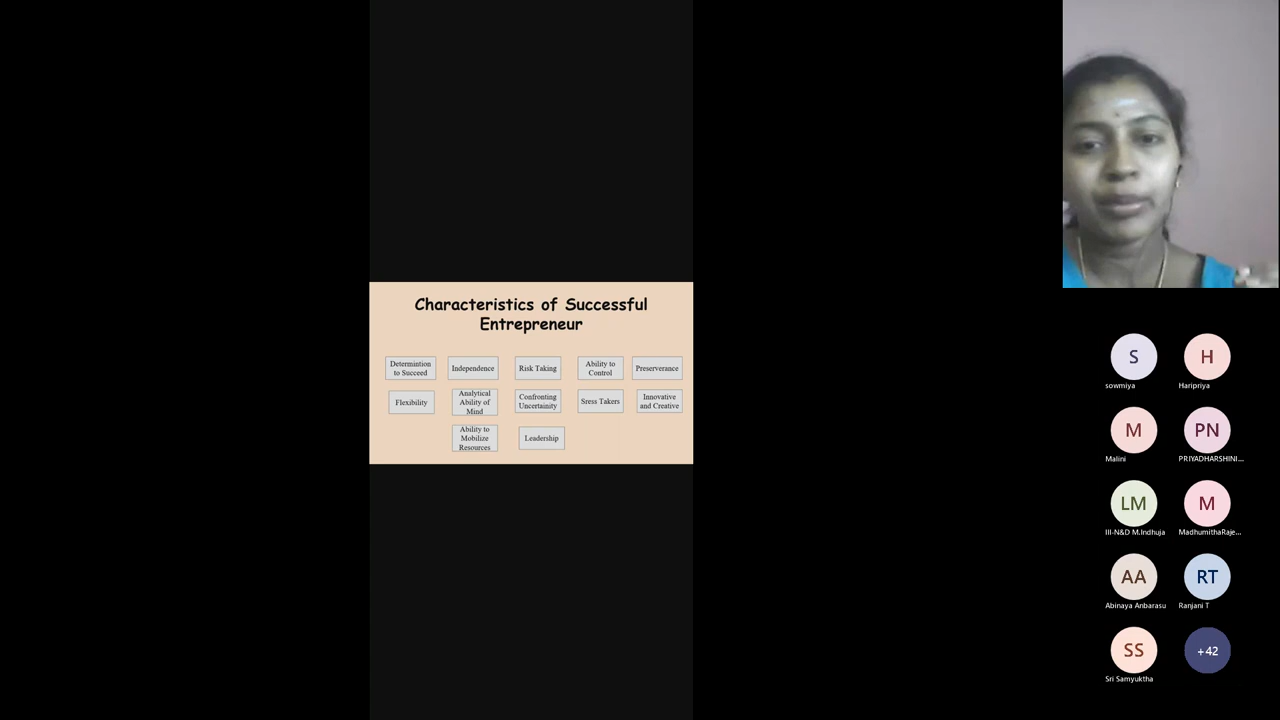 Characteristics of Successful
Entrepreneur
Determintion
to Succeed
Independence
Risk Taking
Ability to
Control
Preserverance
Flexibility
Analytical
Ability of
Mind
Confronting
Uncertainity
Sress Takers
Innovative
and Creative
Ability to
Mobilize
Resources
Leadership
S
sowmiya
H
Haripriya
M
Malini
PN
PRIYADHARSHINI...
LM
III-N&D M.Indhuja
M
MadhumithaRaje...
AA
Abinaya Anbarasu
RT
Ranjani T
SS
Sri Samyuktha
+42